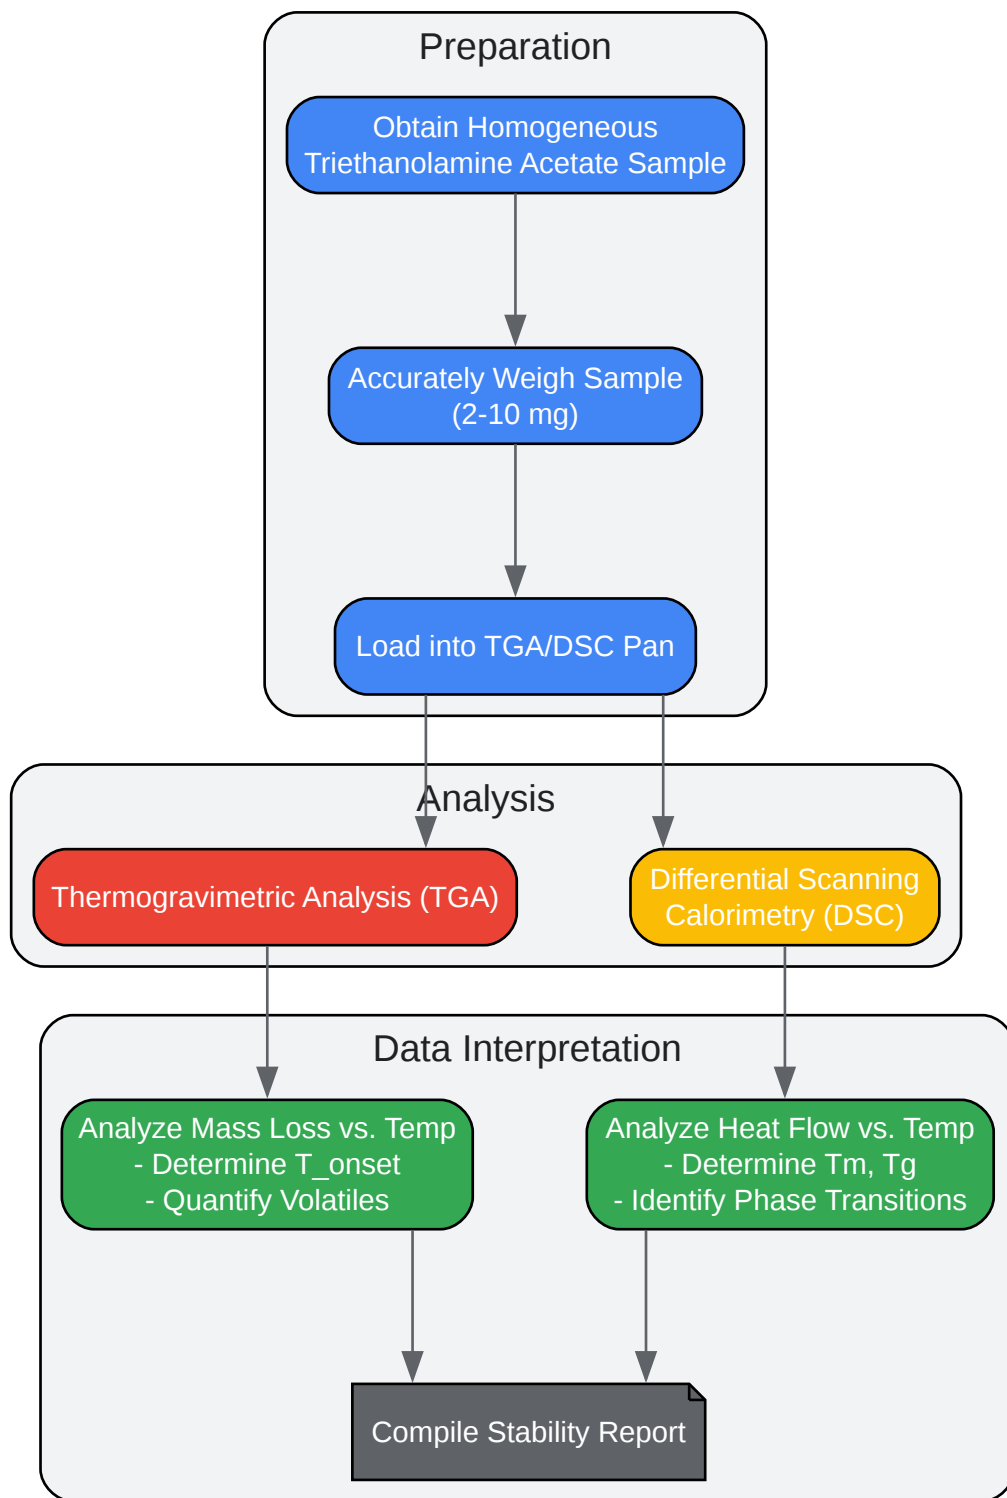 Preparation
Obtain Homogeneous
Triethanolamine Acetate Sample
Accurately Weigh Sample
(2-10 mg)
Load into TGA/DSC Pan
Analysis
Thermogravimetric Analysis (TGA)
Differential Scanning
Calorimetry (DSC)
Data Interpretation
Analyze Mass Loss vs. Temp
- Determine T_onset
- Quantify Volatiles
Analyze Heat Flow vs. Temp
- Determine Tm, Tg
- Identify Phase Transitions
Compile Stability Report